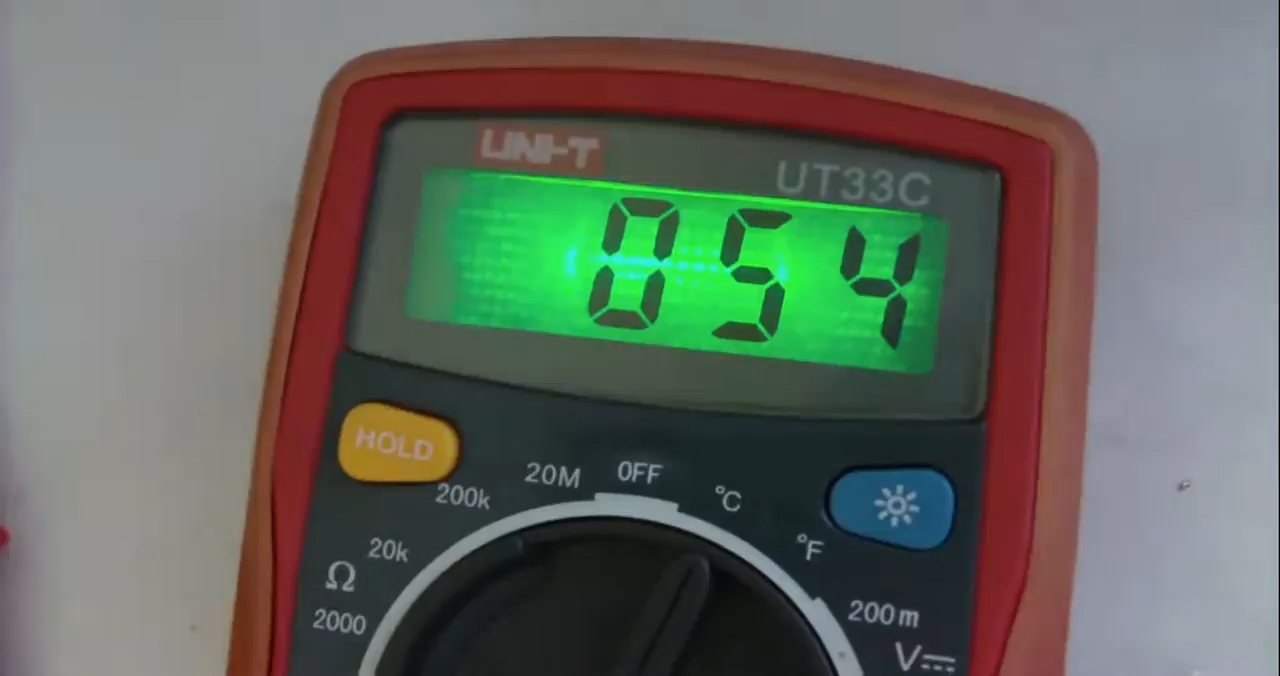 UNI-T
UT33C
054
HOLD
200k
20M
OFF
°C
°F
20k
Ω
2000
200m
V⎓